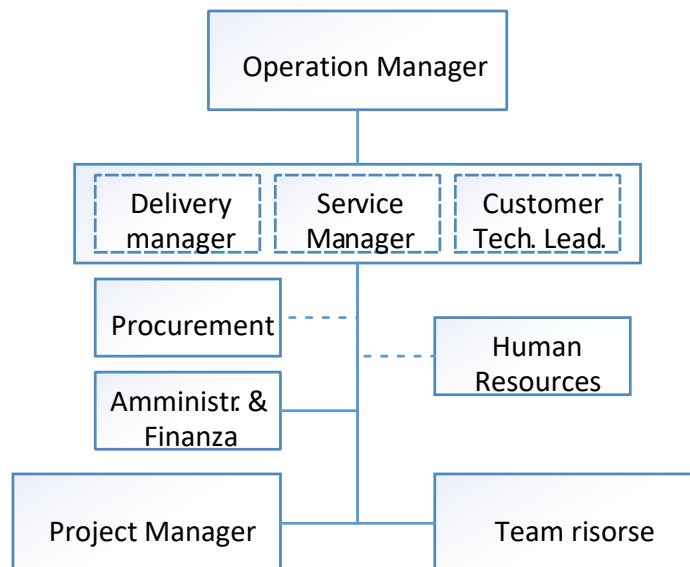 Operation Manager
Delivery
manager
Service
Manager
Customer
Tech. Lead.
Procurement
Human
Resources
Amministr. &
Finanza
Project Manager
Team risorse